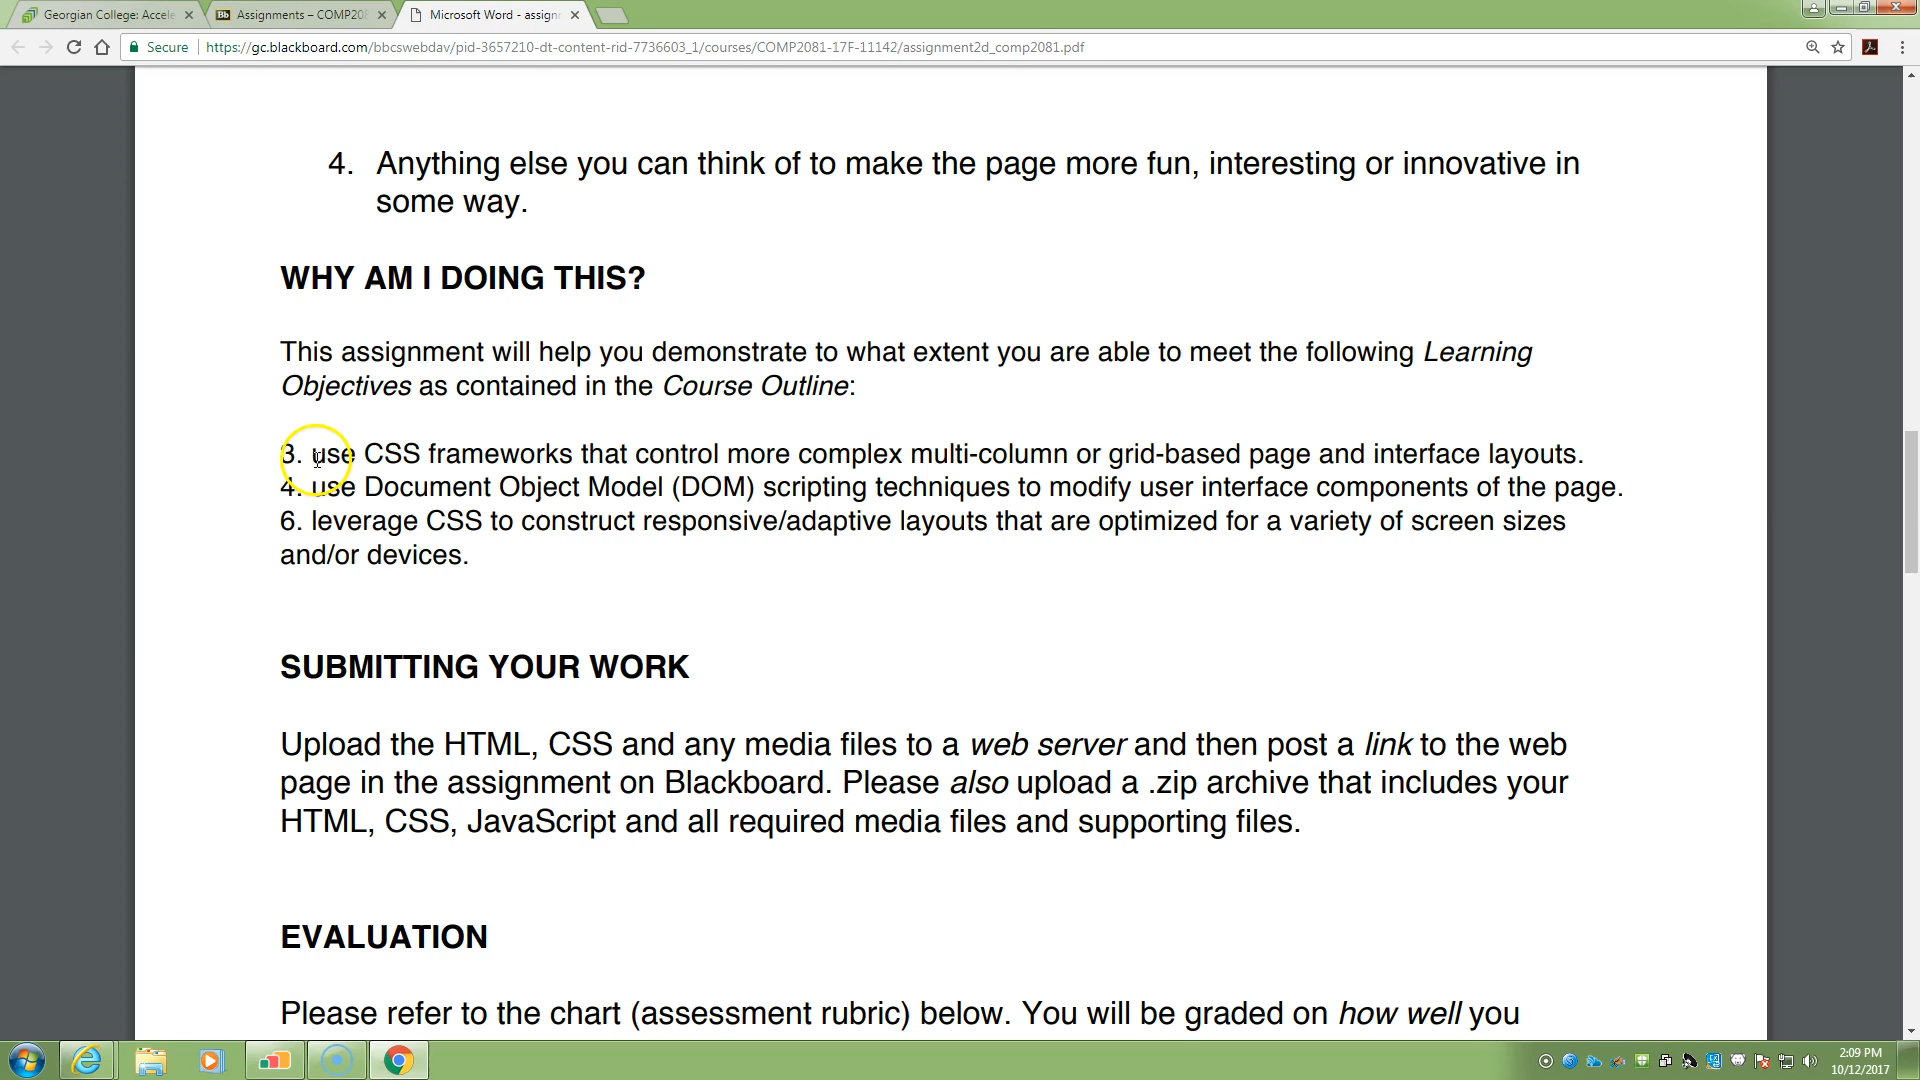 Georgian College: Accele
Assignments – COMP208
Microsoft Word - assignm
Secure
https://gc.blackboard.com/bbcswebdav/pid-3657210-dt-content-rid-7736603_1/courses/COMP2081-17F-11142/assignment2d_comp2081.pdf
4. Anything else you can think of to make the page more fun, interesting or innovative in
some way.
WHY AM I DOING THIS?
This assignment will help you demonstrate to what extent you are able to meet the following Learning
Objectives as contained in the Course Outline:
3. use CSS frameworks that control more complex multi-column or grid-based page and interface layouts.
4. use Document Object Model (DOM) scripting techniques to modify user interface components of the page.
6. leverage CSS to construct responsive/adaptive layouts that are optimized for a variety of screen sizes
and/or devices.
SUBMITTING YOUR WORK
Upload the HTML, CSS and any media files to a web server and then post a link to the web
page in the assignment on Blackboard. Please also upload a .zip archive that includes your
HTML, CSS, JavaScript and all required media files and supporting files.
EVALUATION
Please refer to the chart (assessment rubric) below. You will be graded on how well you
2:09 PM
10/12/2017